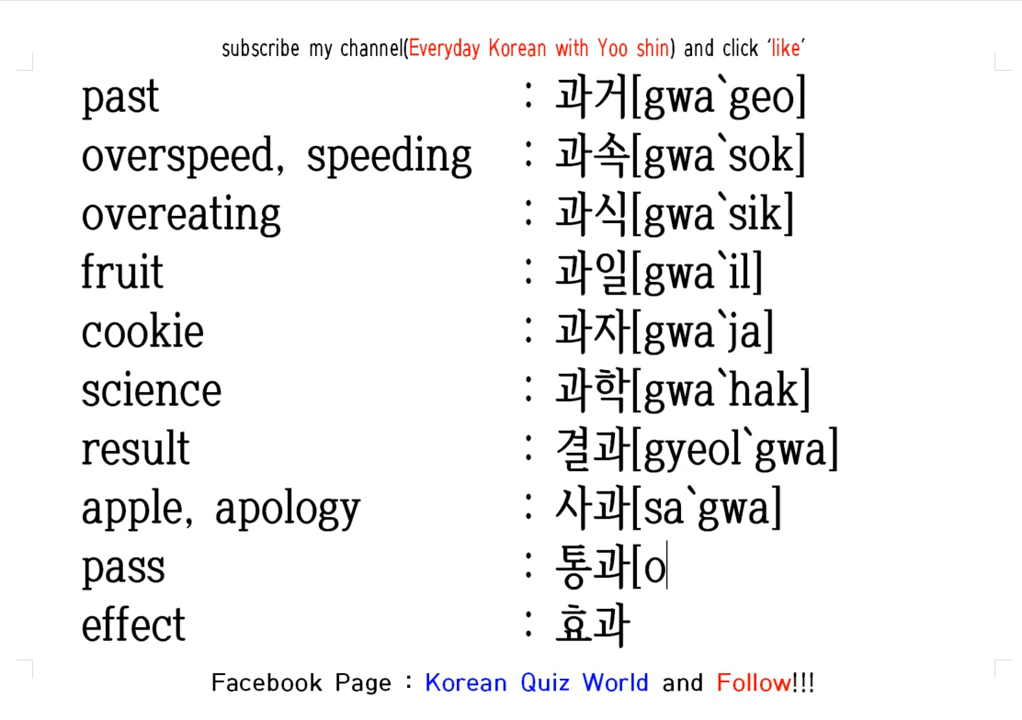 subscribe my channel(Everyday Korean with Yoo shin) and click ‘like’
past : 과거[gwa`geo]
overspeed, speeding : 과속[gwa`sok]
overeating : 과식[gwa`sik]
fruit : 과일[gwa`il]
cookie : 과자[gwa`ja]
science : 과학[gwa`hak]
result : 결과[gyeol`gwa]
apple, apology : 사과[sa`gwa]
pass : 통과[o
effect : 효과
Facebook Page : Korean Quiz World and Follow!!!